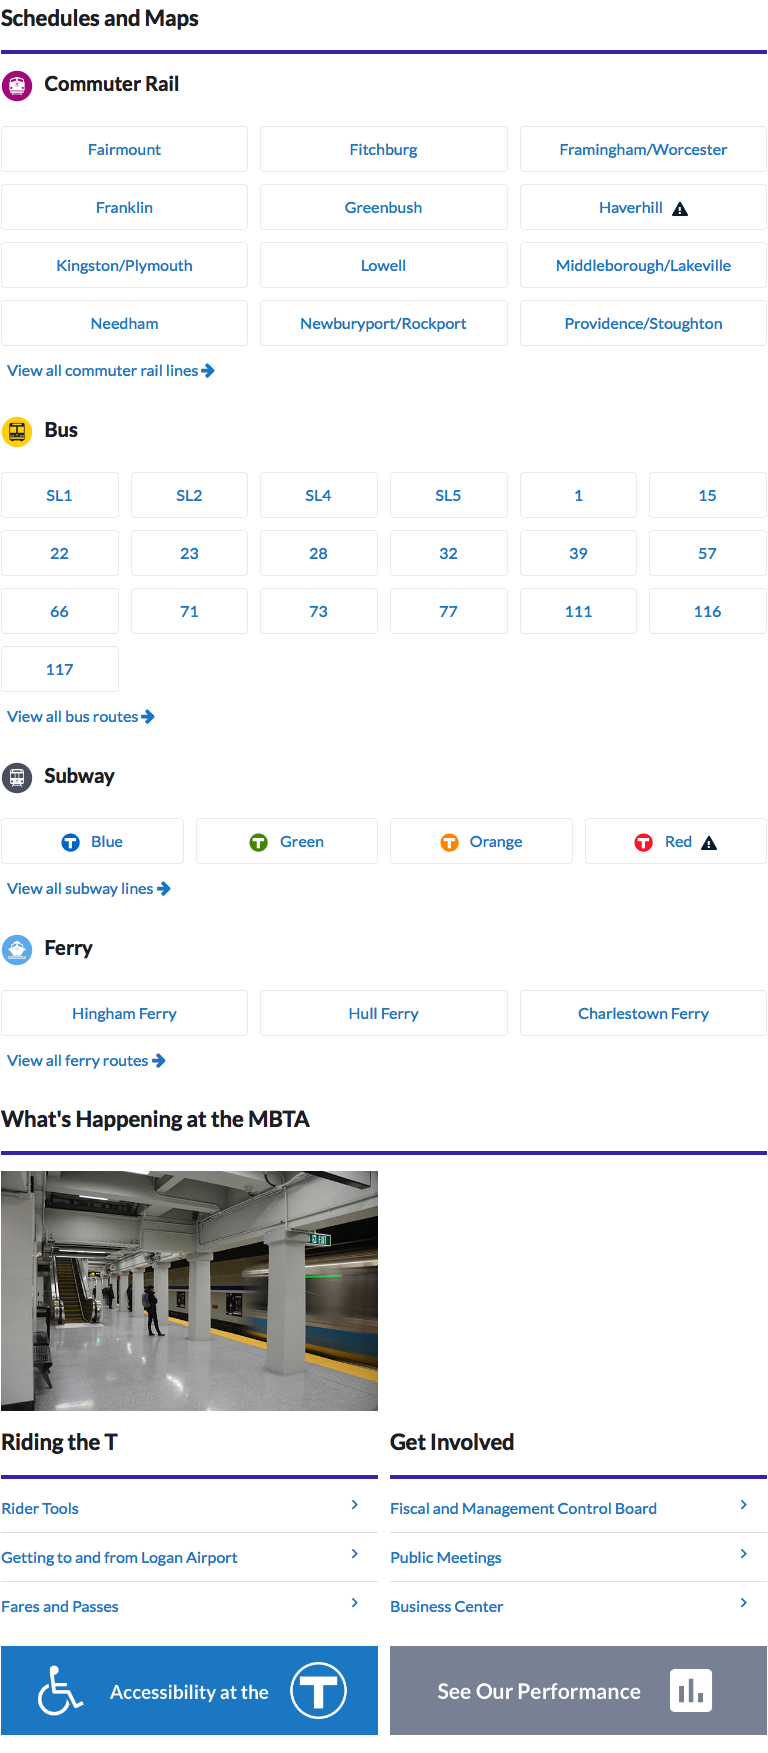 Schedules and Maps
Commuter Rail
Fairmount Fitchburg Framingham/Worcester
Franklin Greenbush Haverhill
Kingston/Plymouth Lowell Middleborough/Lakeville
Needham Newburyport/Rockport Providence/Stoughton
View all commuter rail lines
Bus
SL1 SL2 SL4 SL5 1 15
22 23 28 32 39 57
66 71 73 77 111 116
117
View all bus routes
Subway
T Blue T Green T Orange T Red
View all subway lines
Ferry
Hingham Ferry Hull Ferry Charlestown Ferry
View all ferry routes
What's Happening at the MBTA
EXIT
Riding the T
Rider Tools
Getting to and from Logan Airport
Fares and Passes
Get Involved
Fiscal and Management Control Board
Public Meetings
Business Center
Accessibility at the T
See Our Performance